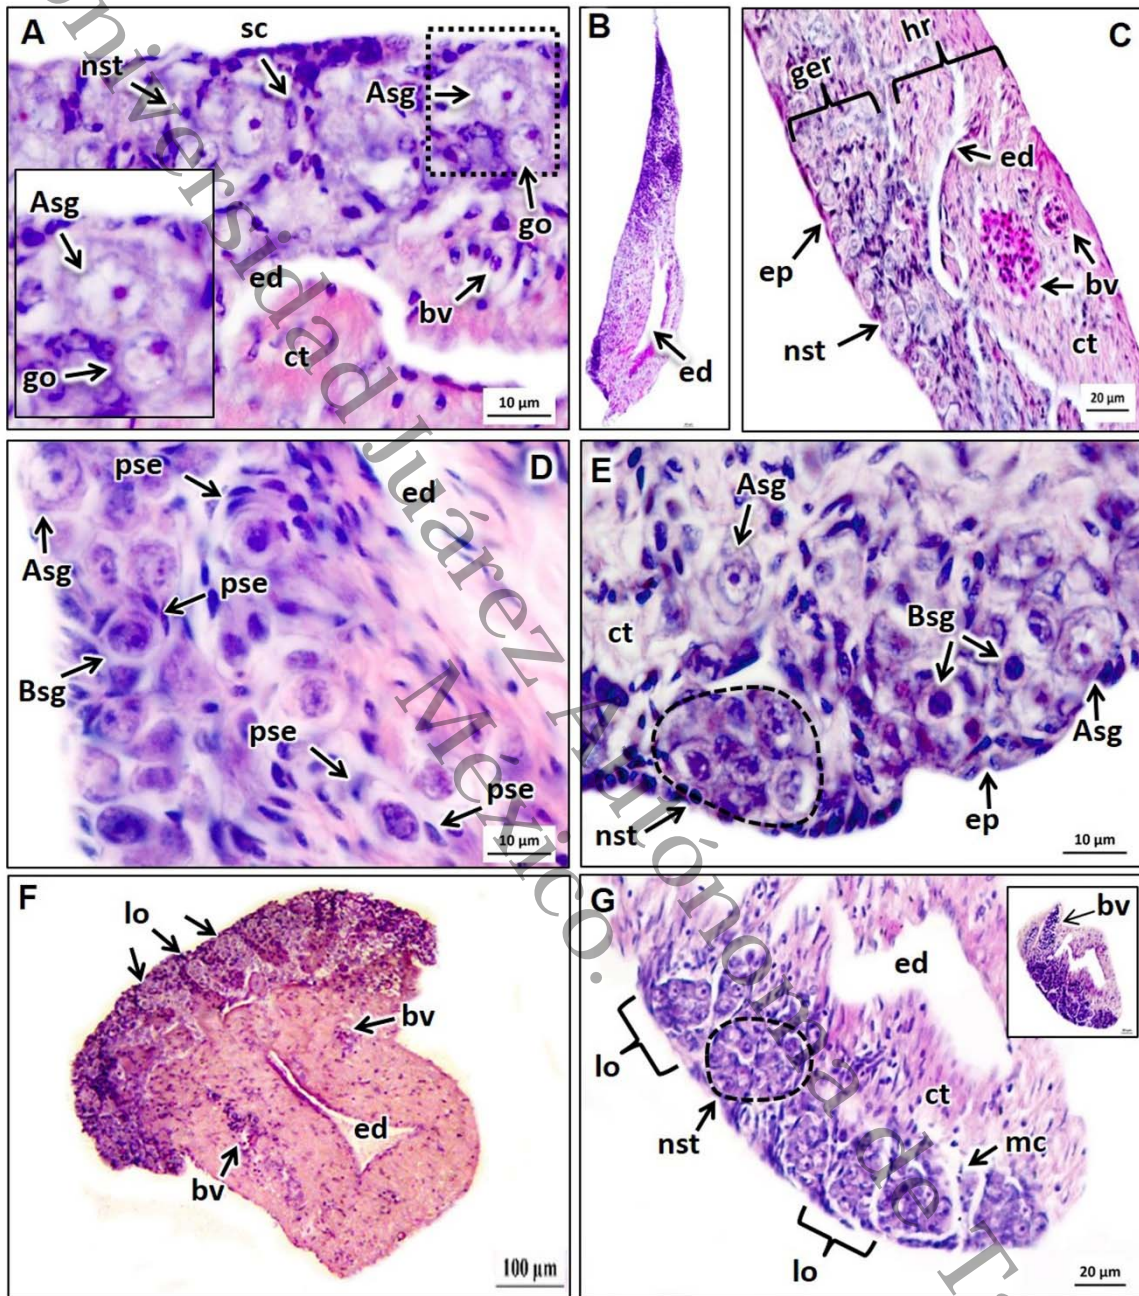 A
sc
nst
Asg
go
Asg
go
ed
bv
ct
10 µm
B
ed
C
hr
ger
ed
ep
bv
nst
ct
20 µm
D
pse
ed
Asg
pse
Bsg
pse
pse
10 µm
E
Asg
ct
Bsg
Asg
nst
ep
10 µm
F
lo
bv
ed
bv
100 µm
G
bv
ed
lo
ct
nst
mc
lo
20 µm
Universidad Juárez Autónoma de T
México.